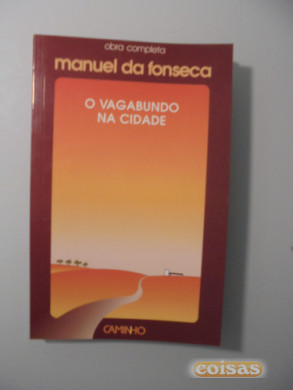 obra completa
manuel da fonseca
O VAGABUNDO
NA CIDADE
CAMINHO
coisas